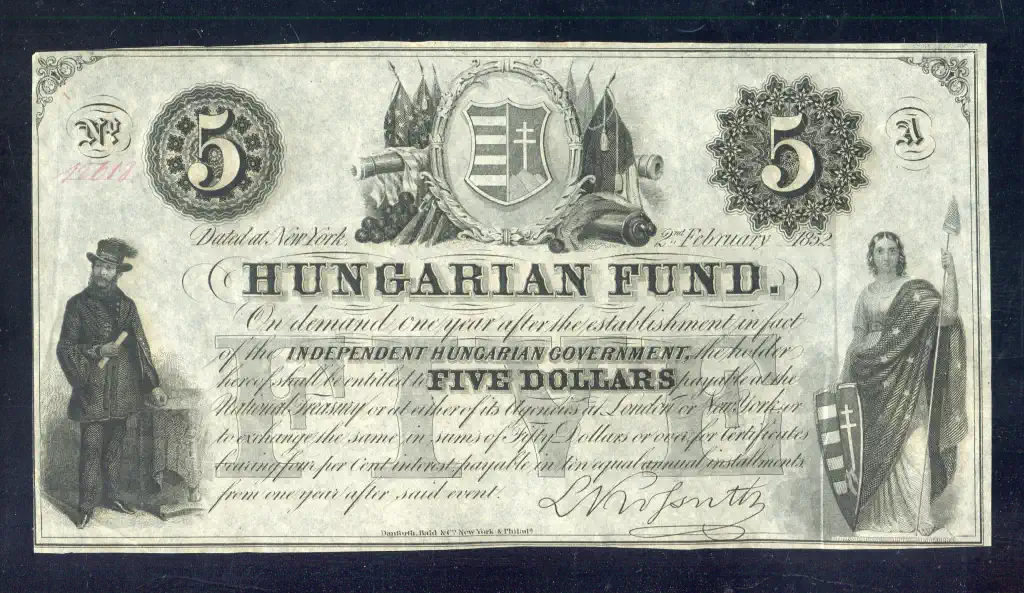 Nº 5 5 A
Dated at New York, 2nd February 1852
HUNGARIAN FUND.
On demand one year after the establishment in fact
of the INDEPENDENT HUNGARIAN GOVERNMENT, the holder
hereof shall be entitled to FIVE DOLLARS payable at the
National Treasury or at either of its Agencies at London or New York, or
to exchange the same, in sums of Fifty Dollars or over for Certificates
bearing four per Cent interest payable in ten equal annual installments
from one year after said event.
FIVE
L Kossuth
Danforth, Bald & Co. New York & Philada.